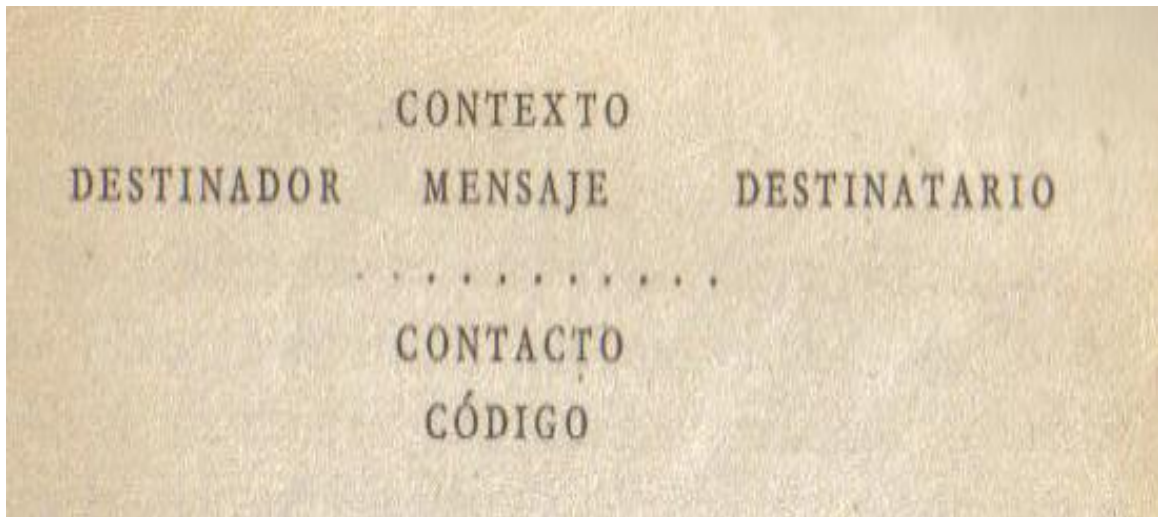 CONTEXTO
DESTINADOR MENSAJE DESTINATARIO
. . . . . . . . . . .
CONTACTO
CÓDIGO